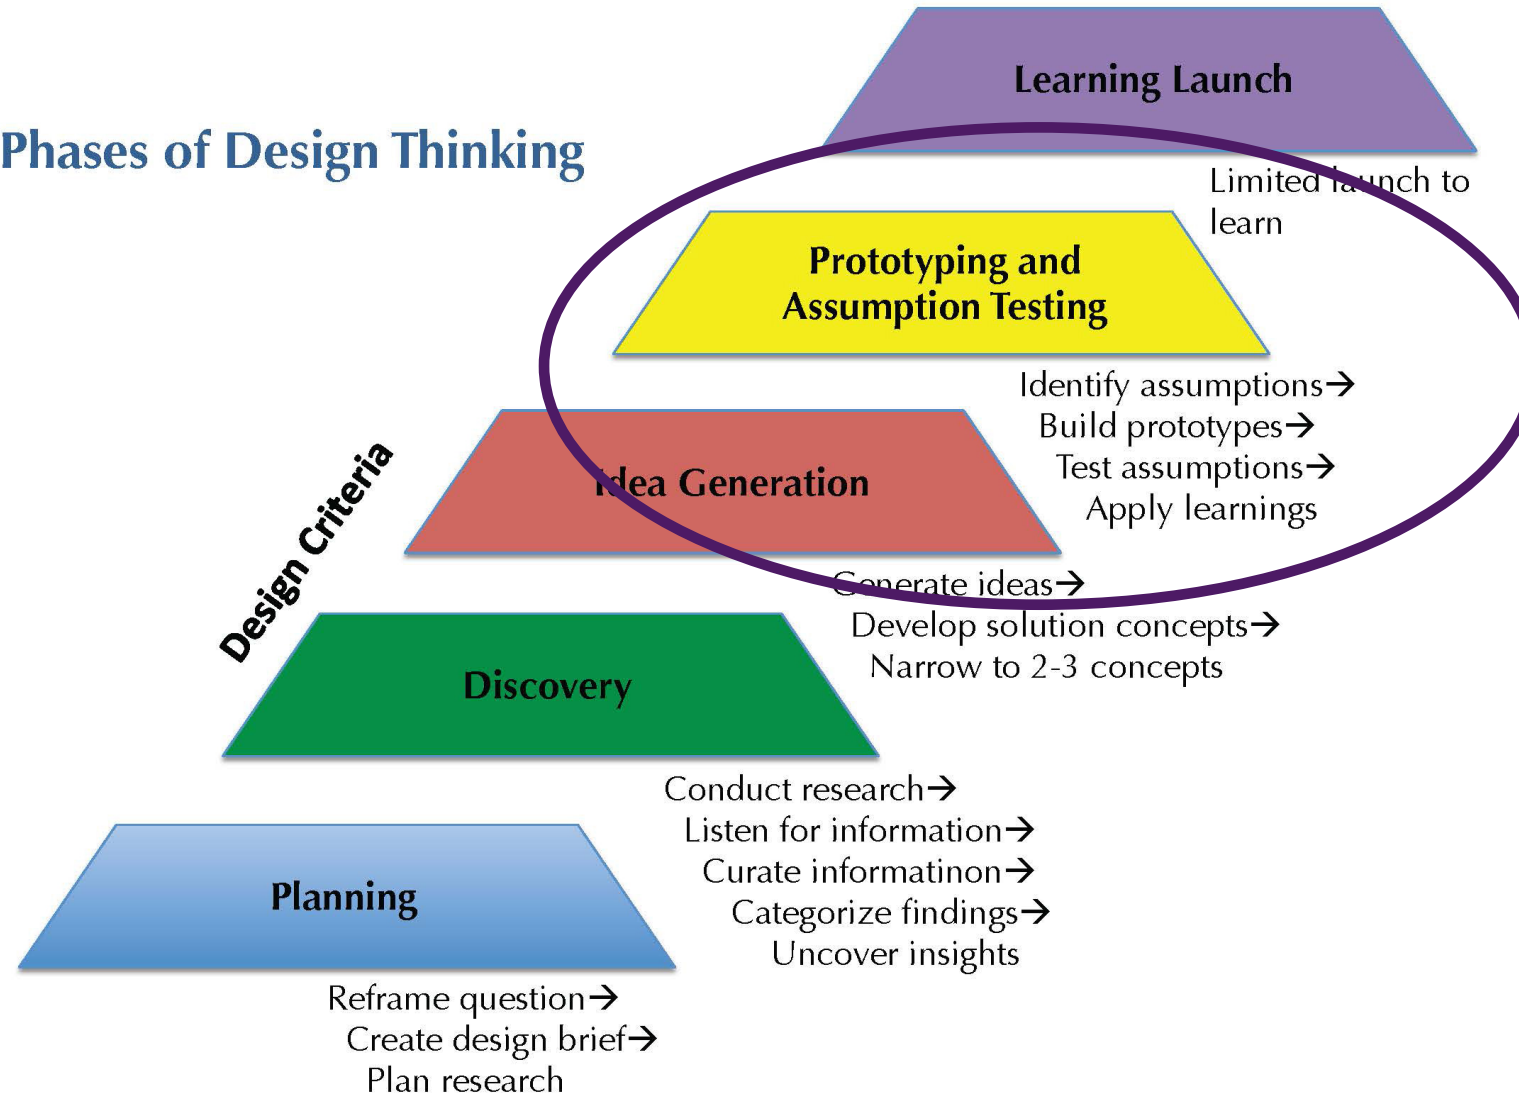 Phases of Design Thinking
Learning Launch
Limited launch to
learn
Prototyping and
Assumption Testing
Identify assumptions→
Build prototypes→
Test assumptions→
Apply learnings
Idea Generation
Generate ideas→
Develop solution concepts→
Narrow to 2-3 concepts
Design Criteria
Discovery
Conduct research→
Listen for information→
Curate informatinon→
Categorize findings→
Uncover insights
Planning
Reframe question→
Create design brief→
Plan research